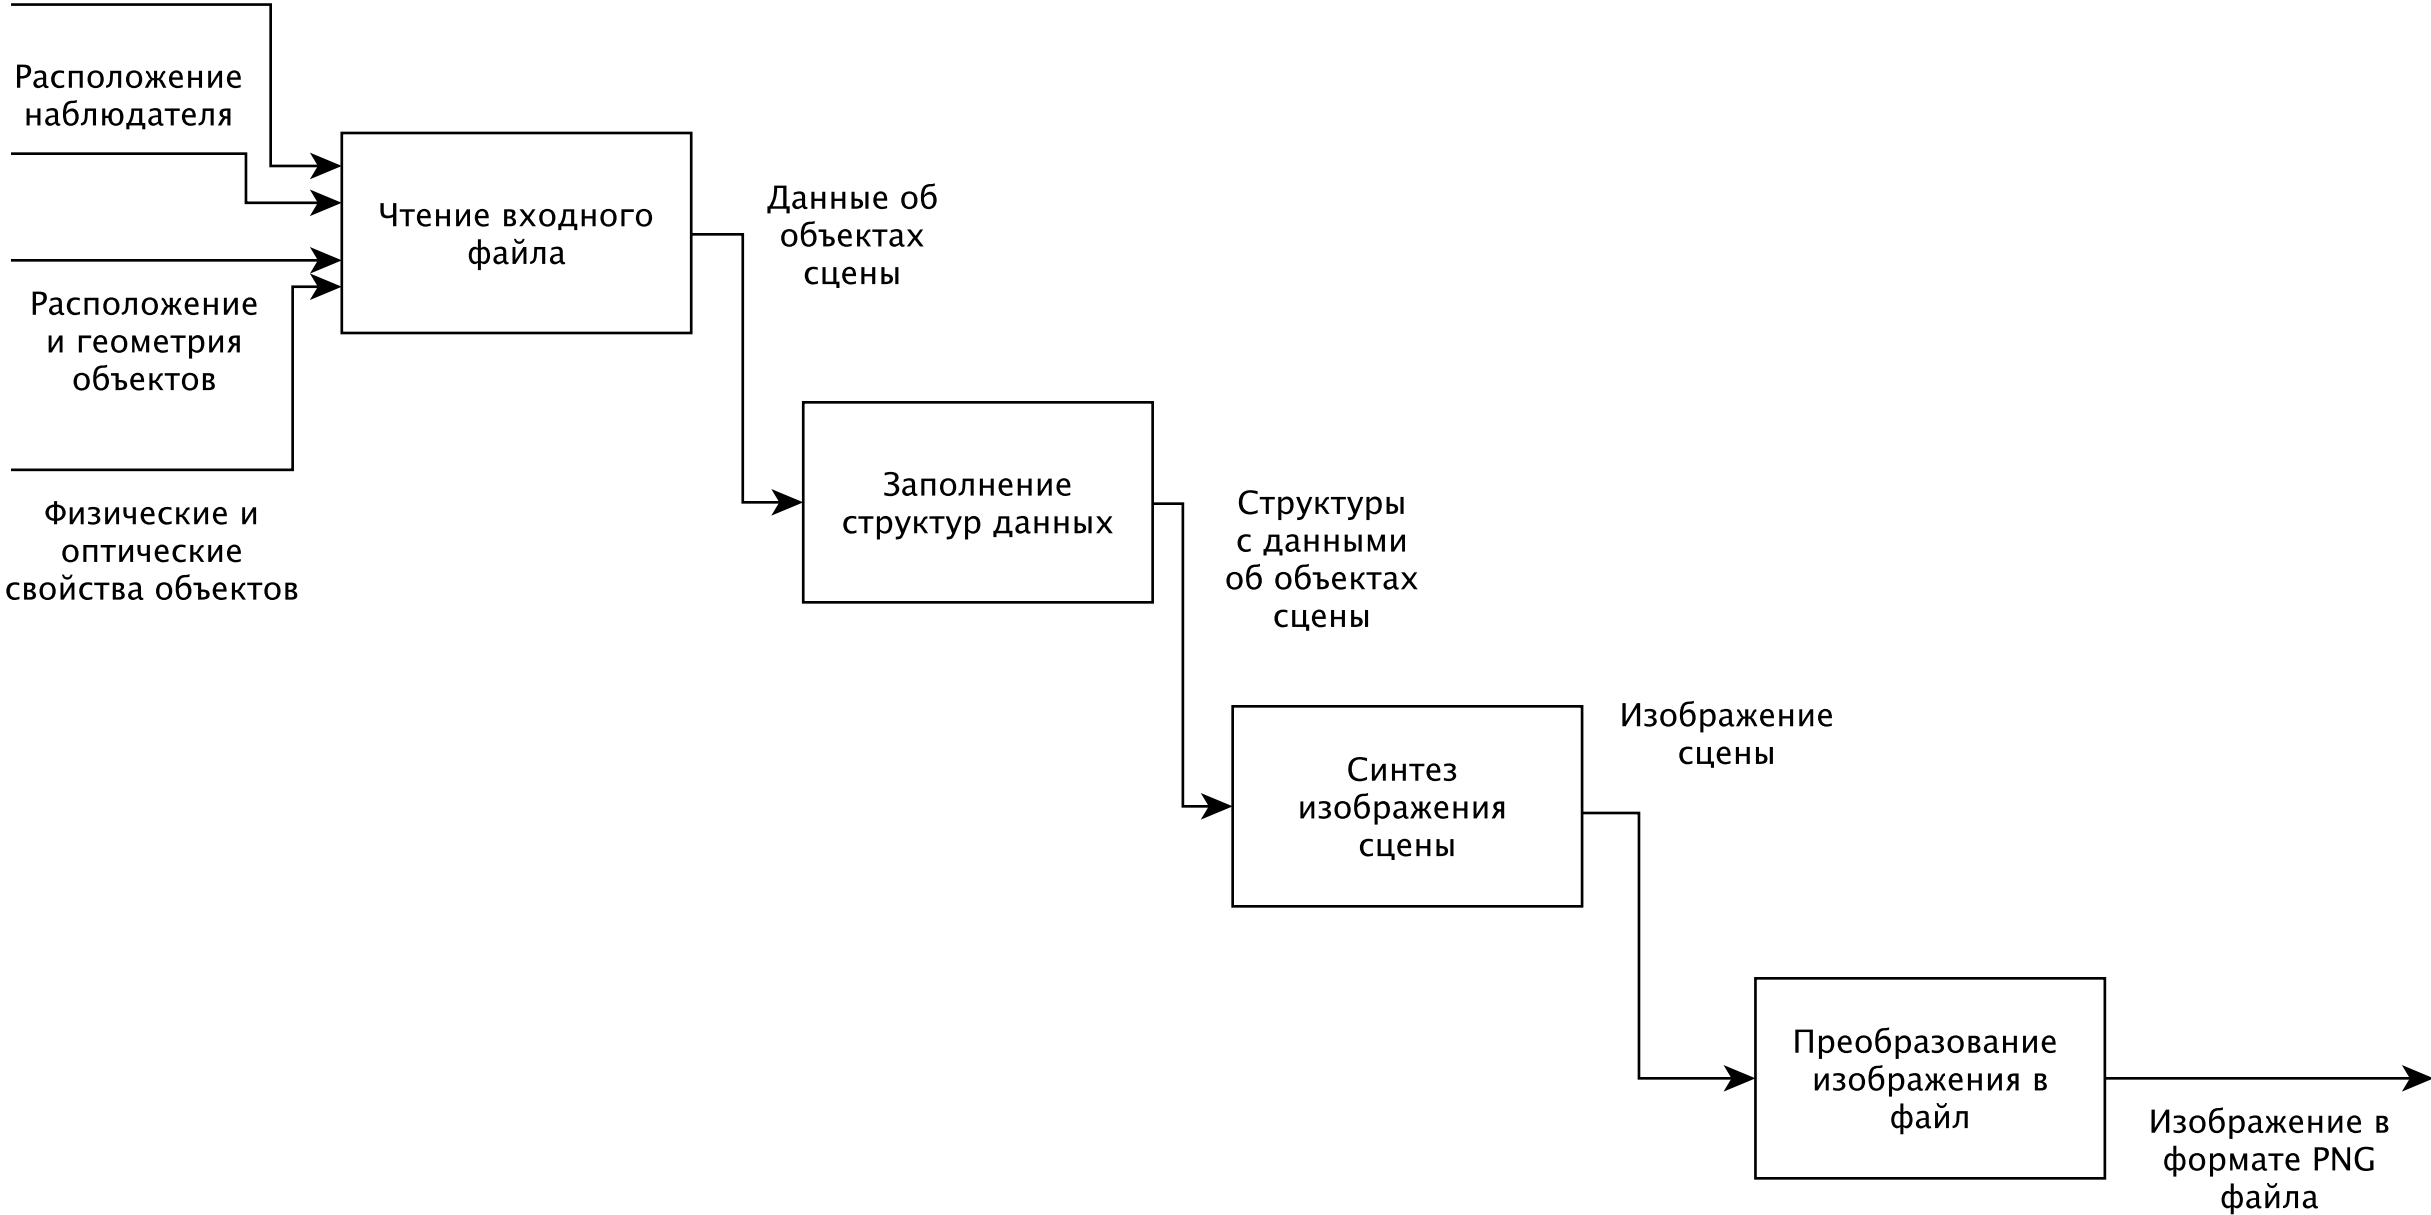 Расположение
наблюдателя
Расположение
и геометрия
объектов
Физические и
оптические
свойства объектов
Чтение входного
файла
Данные об
объектах
сцены
Заполнение
структур данных
Структуры
с данными
об объектах
сцены
Синтез
изображения
сцены
Изображение
сцены
Преобразование
изображения в
файл
Изображение в
формате PNG
файла